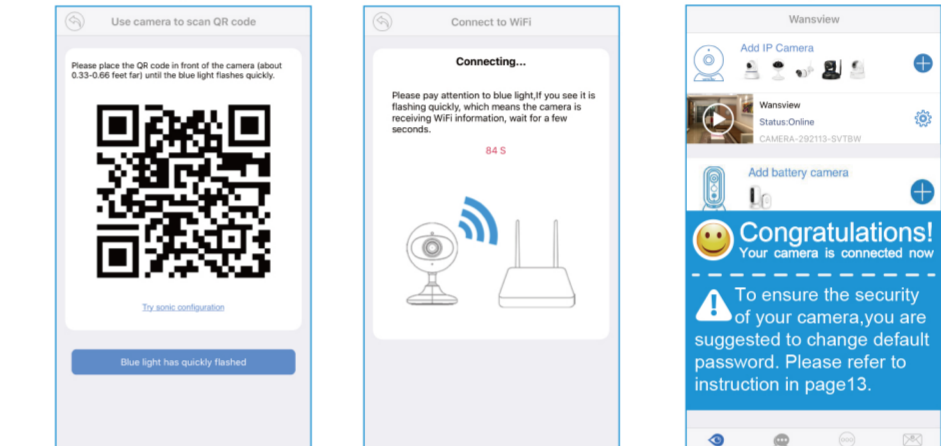 Use camera to scan QR code
Please place the QR code in front of the camera (about
0.33-0.66 feet far) until the blue light flashes quickly.
Try sonic configuration
Blue light has quickly flashed
Connect to WiFi
Connecting...
Please pay attention to blue light,If you see it is
flashing quickly, which means the camera is
receiving WiFi information, wait for a few
seconds.
84 S
Wansview
Add IP Camera
Wansview
Status:Online
CAMERA-292113-SVTBW
Add battery camera
Congratulations!
Your camera is connected now
To ensure the security
of your camera,you are
suggested to change default
password. Please refer to
instruction in page13.